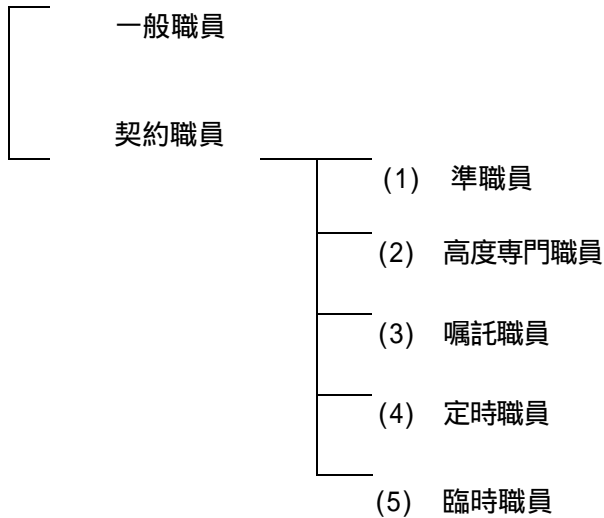 一般職員
契約職員
(1) 準職員
(2) 高度専門職員
(3) 嘱託職員
(4) 定時職員
(5) 臨時職員